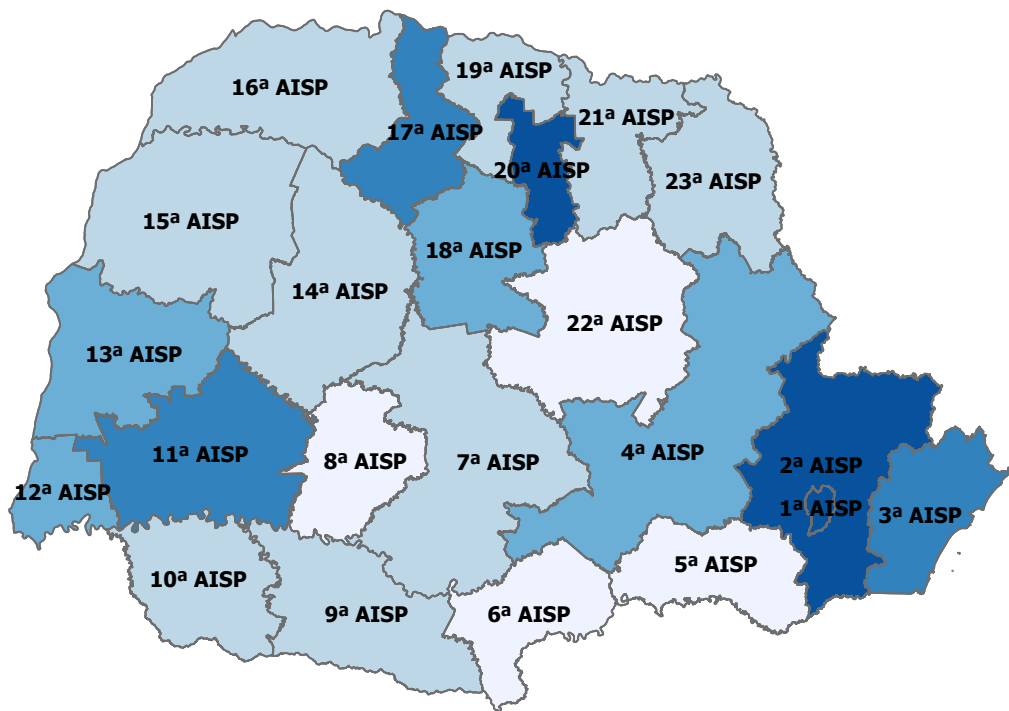 19ª AISP
16ª AISP
21ª AISP
17ª AISP
20ª AISP
23ª AISP
15ª AISP
18ª AISP
14ª AISP
22ª AISP
13ª AISP
11ª AISP
8ª AISP
7ª AISP
4ª AISP
2ª AISP
12ª AISP
1ª AISP
3ª AISP
5ª AISP
10ª AISP
9ª AISP
6ª AISP